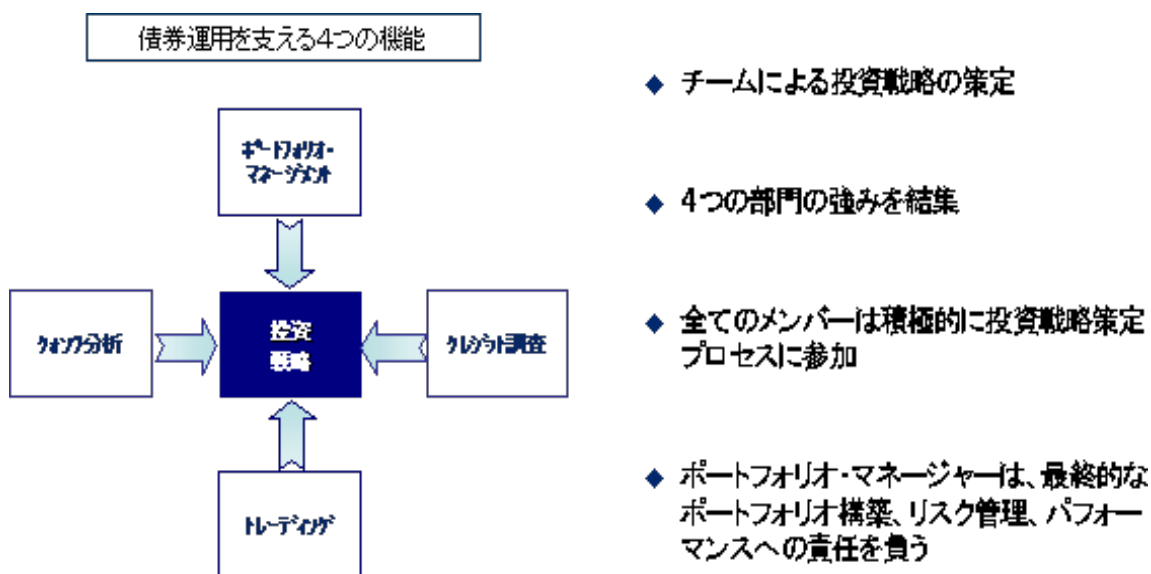 債券運用を支える4つの機能
ﾎﾟｰﾄﾌｫﾘｵ・
ﾏﾈｰｼﾞﾒﾝﾄ
ｸｫﾝﾂ分析
投資
戦略
ｸﾚｼﾞｯﾄ調査
ﾄﾚｰﾃﾞｨﾝｸﾞ
◆ チームによる投資戦略の策定
◆ 4つの部門の強みを結集
◆ 全てのメンバーは積極的に投資戦略策定
プロセスに参加
◆ ポートフォリオ・マネージャーは、最終的な
ポートフォリオ構築、リスク管理、パフォー
マンスへの責任を負う